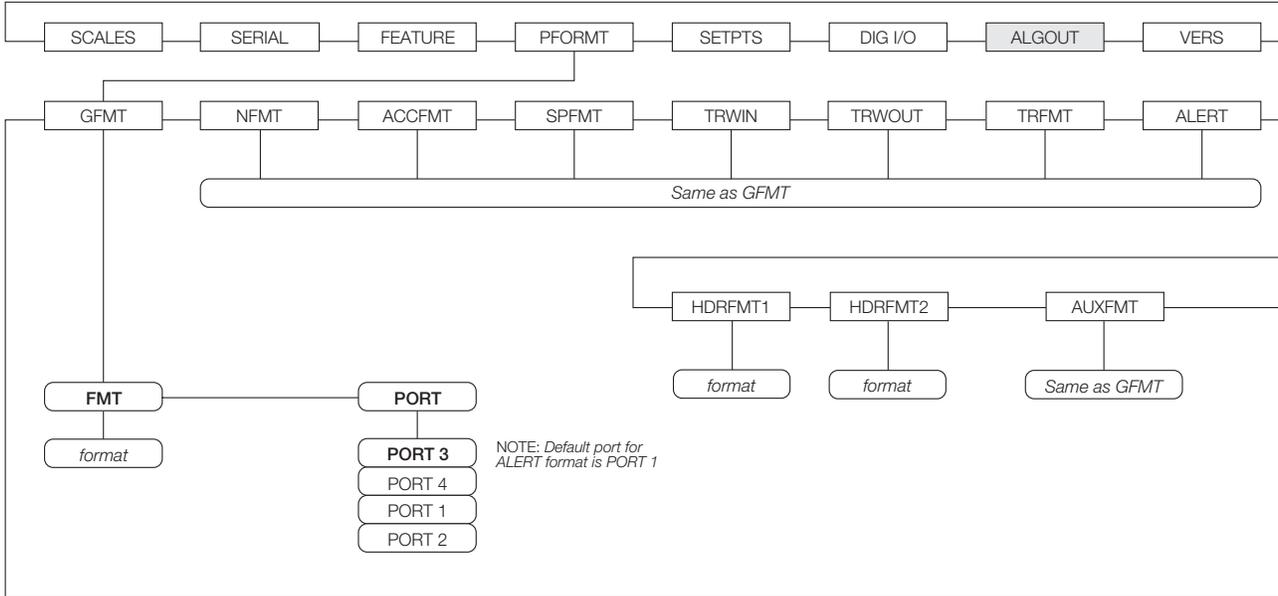 SCALES
SERIAL
FEATURE
PFORMT
SETPTS
DIG I/O
ALGOUT
VERS
GFMT
NFMT
ACCFMT
SPFMT
TRWIN
TRWOUT
TRFMT
ALERT
Same as GFMT
HDRFMT1
HDRFMT2
AUXFMT
format
format
Same as GFMT
FMT
PORT
format
PORT 3
PORT 4
PORT 1
PORT 2
NOTE: Default port for
ALERT format is PORT 1